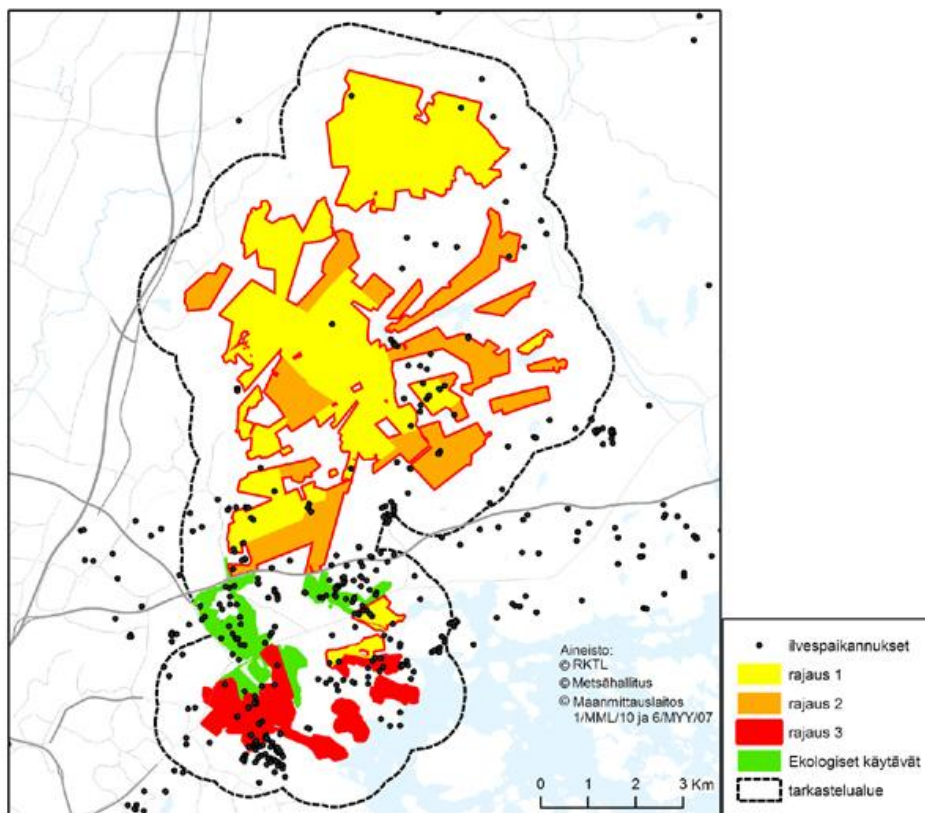 Aineisto:
© RKTL
© Metsähallitus
© Maanmittauslaitos
1/MML/10 ja 6/MYY/07
0 1 2 3 Km
ilvespaikannukset
rajaus 1
rajaus 2
rajaus 3
Ekologiset käytävät
tarkastelualue